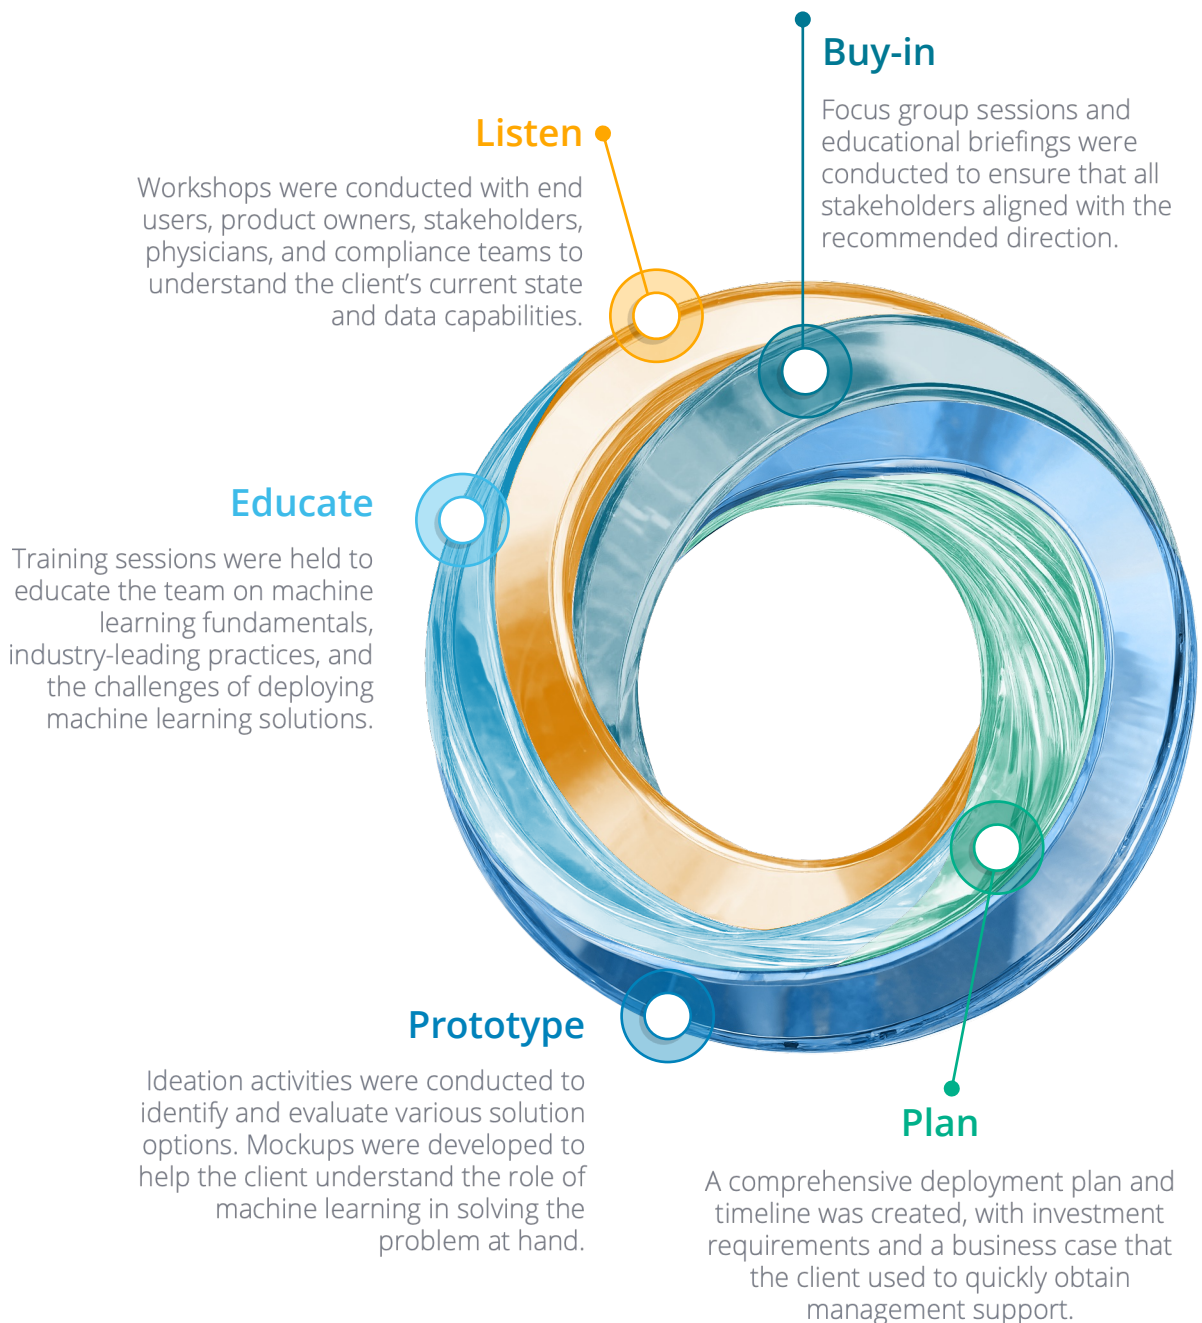 Buy-in
Focus group sessions and
educational briefings were
conducted to ensure that all
stakeholders aligned with the
recommended direction.
Listen
Workshops were conducted with end
users, product owners, stakeholders,
physicians, and compliance teams to
understand the client’s current state
and data capabilities.
Educate
Training sessions were held to
educate the team on machine
learning fundamentals,
industry-leading practices, and
the challenges of deploying
machine learning solutions.
Prototype
Ideation activities were conducted to
identify and evaluate various solution
options. Mockups were developed to
help the client understand the role of
machine learning in solving the
problem at hand.
Plan
A comprehensive deployment plan and
timeline was created, with investment
requirements and a business case that
the client used to quickly obtain
management support.